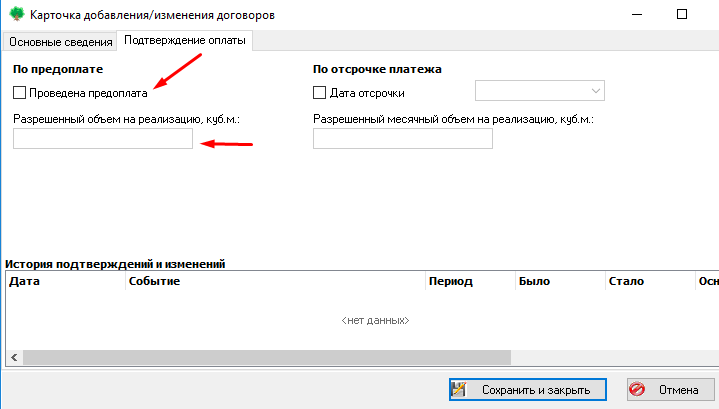 Карточка добавления/изменения договоров
Основные сведения Подтверждение оплаты
По предоплате По отсрочке платежа
Проведена предоплата Дата отсрочки
Разрешенный объем на реализацию, куб.м.: Разрешенный месячный объем на реализацию, куб.м.:
История подтверждений и изменений
Дата Событие Период Было Стало Осн
<нет данных>
Сохранить и закрыть Отмена